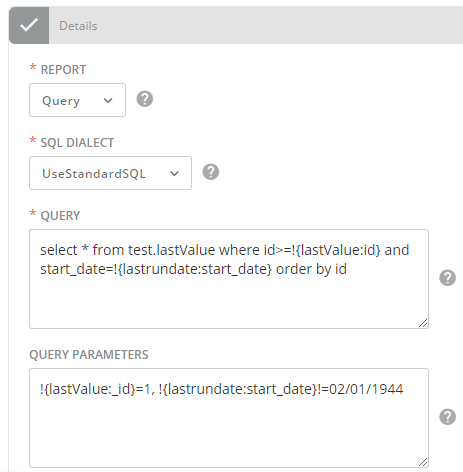 Details
* REPORT
Query
* SQL DIALECT
UseStandardSQL
* QUERY
select * from test.lastValue where id>=!{lastValue:id} and
start_date=!{lastrundate:start_date} order by id
QUERY PARAMETERS
!{lastValue:_id}=1, !{lastrundate:start_date}!=02/01/1944